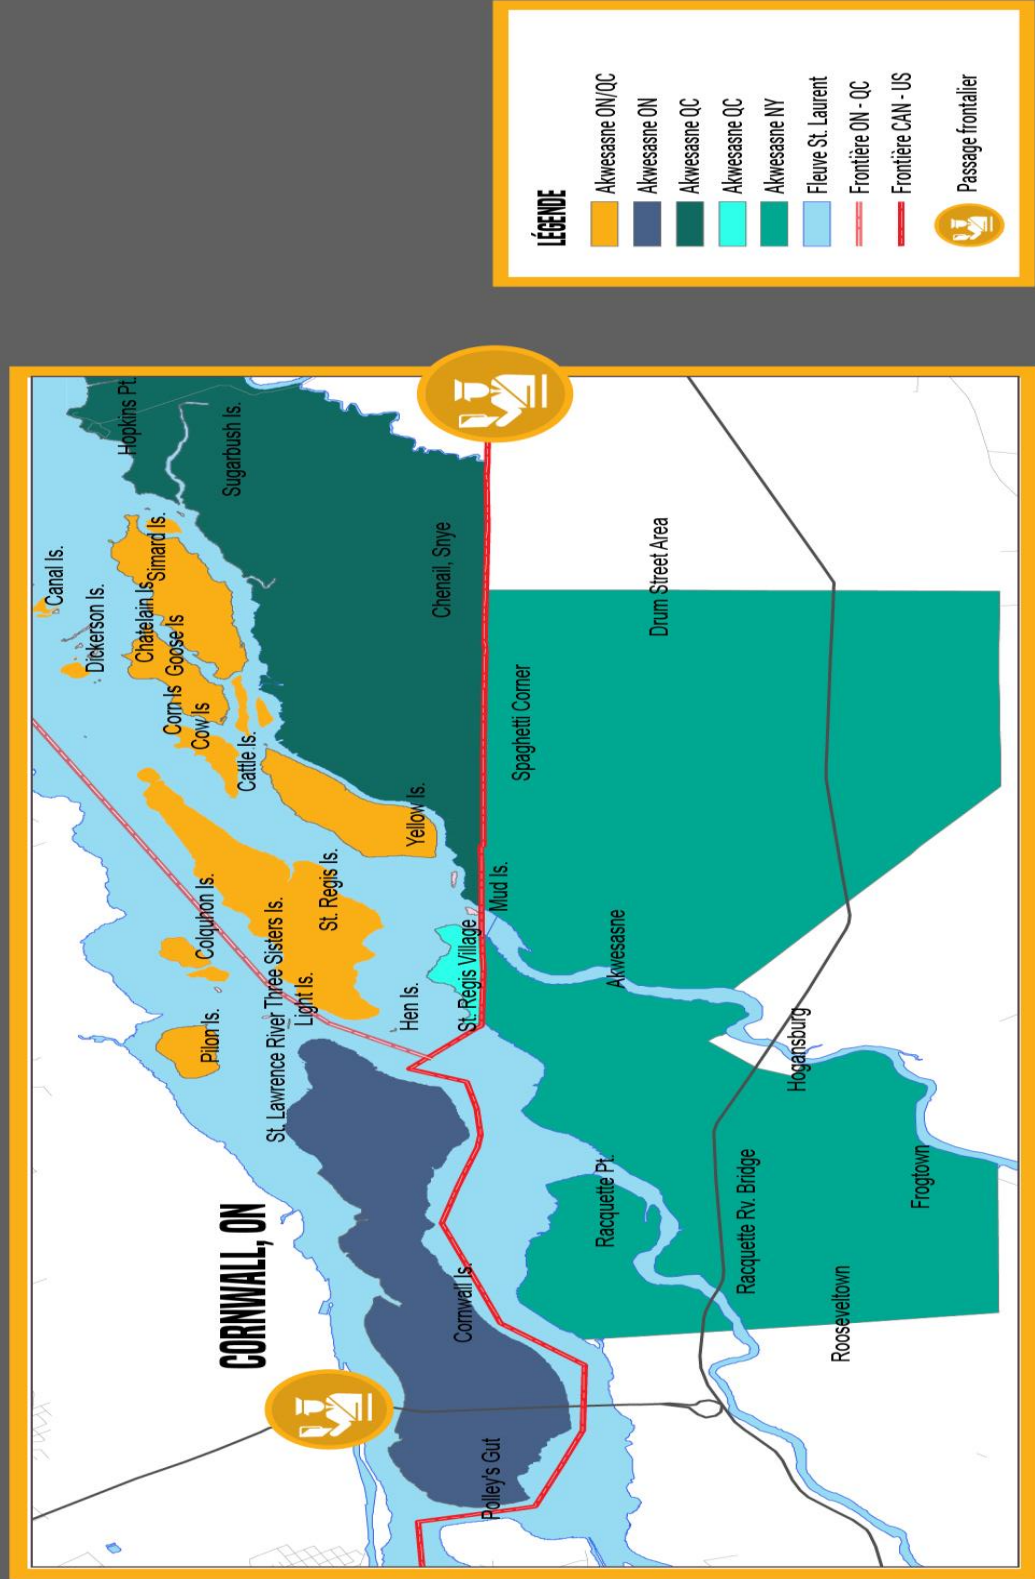 CORNWALL, ON
Canal Is.
Dickerson Is.
Hopkins Pt.
Chatelain Is
Simard Is.
Goose Is
Corn Is
Cow Is
Cattle Is.
Sugarbush Is.
Colquhon Is.
Pilon Is.
St. Lawrence River Three Sisters Is.
Light Is.
St. Regis Is.
Yellow Is.
Chenail, Snye
Hen Is.
St. Regis Village
Mud Is.
Cornwall Is.
Polley's Gut
Spaghetti Corner
Racquette Pt.
Akwesasne
Drum Street Area
Racquette Rv. Bridge
Hogansburg
Rooseveltown
Frogtown
LÉGENDE
Akwesasne ON/QC
Akwesasne ON
Akwesasne QC
Akwesasne QC
Akwesasne NY
Fleuve St. Laurent
Frontière ON - QC
Frontière CAN - US
Passage frontalier